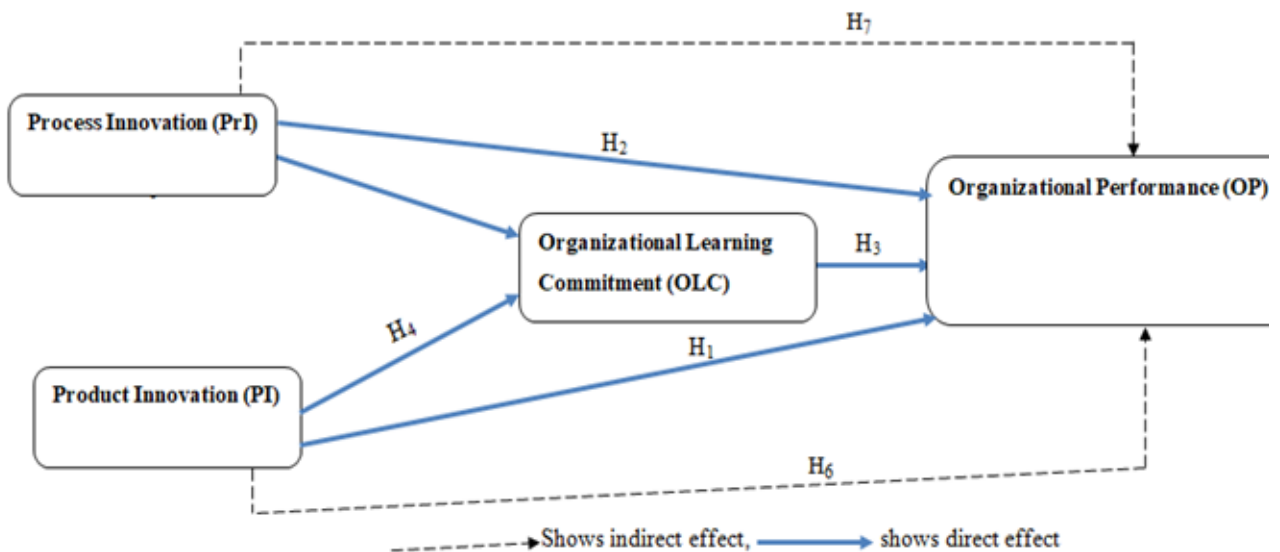 H₇
Process Innovation (PrI)
H₂
Organizational Performance (OP)
Organizational Learning
Commitment (OLC)
H₃
H₄
H₁
Product Innovation (PI)
H₆
Shows indirect effect, shows direct effect